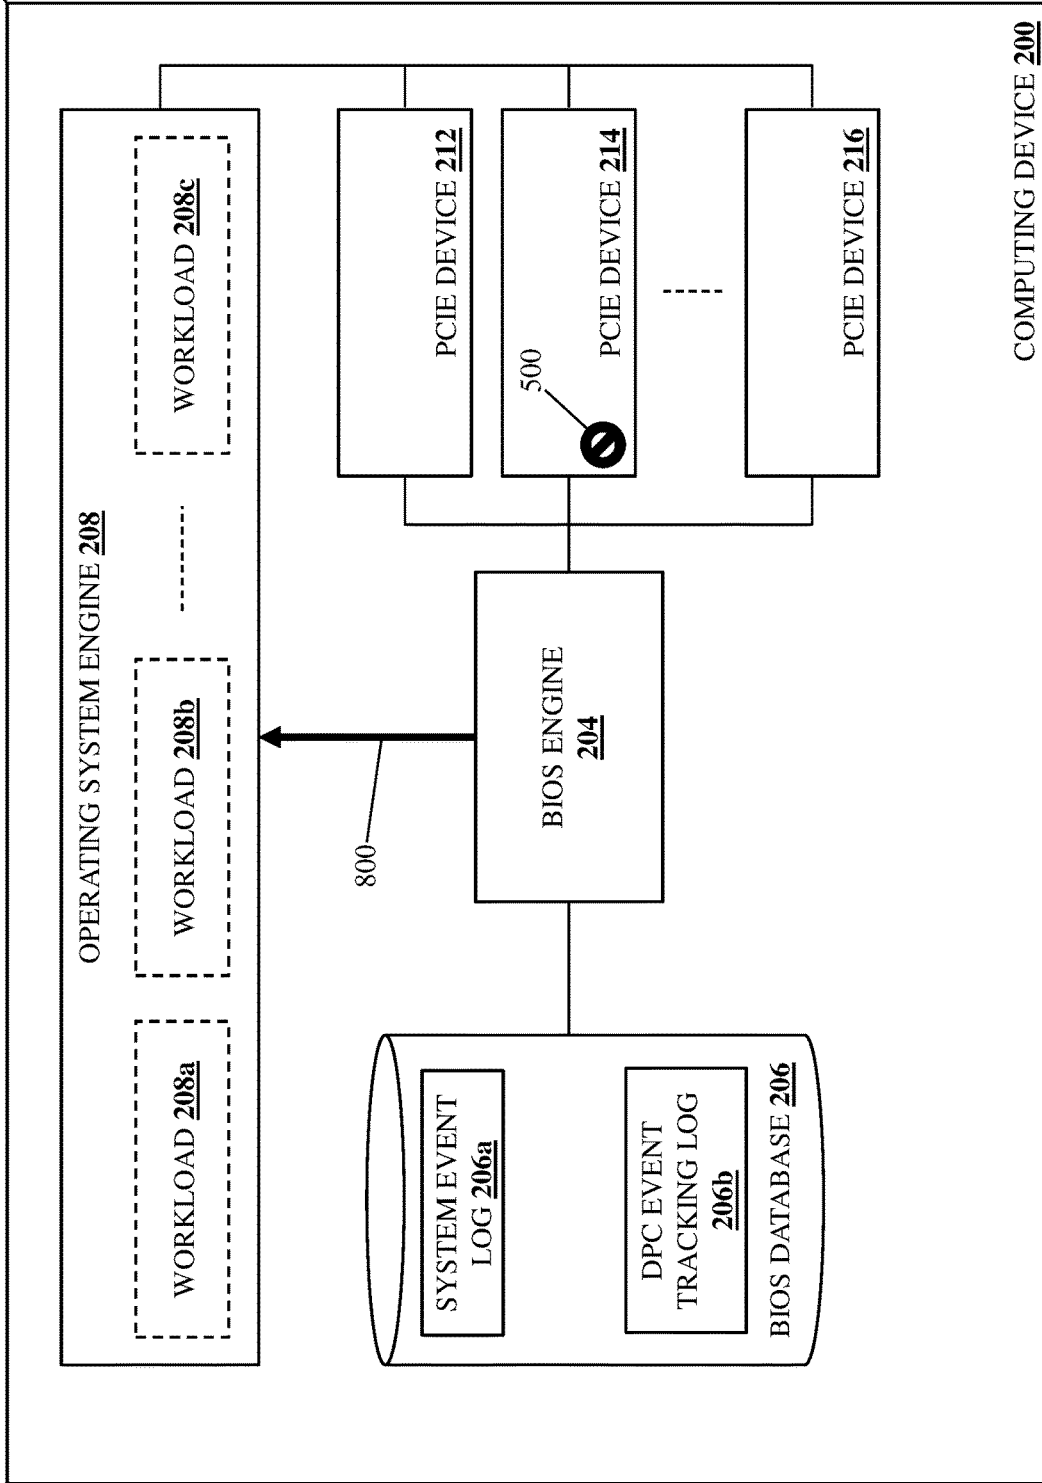 OPERATING SYSTEM ENGINE 208
WORKLOAD 208a
WORKLOAD 208b
WORKLOAD 208c
800
SYSTEM EVENT
LOG 206a
DPC EVENT
TRACKING LOG
206b
BIOS DATABASE 206
BIOS ENGINE
204
PCIE DEVICE 212
500
PCIE DEVICE 214
PCIE DEVICE 216
COMPUTING DEVICE 200